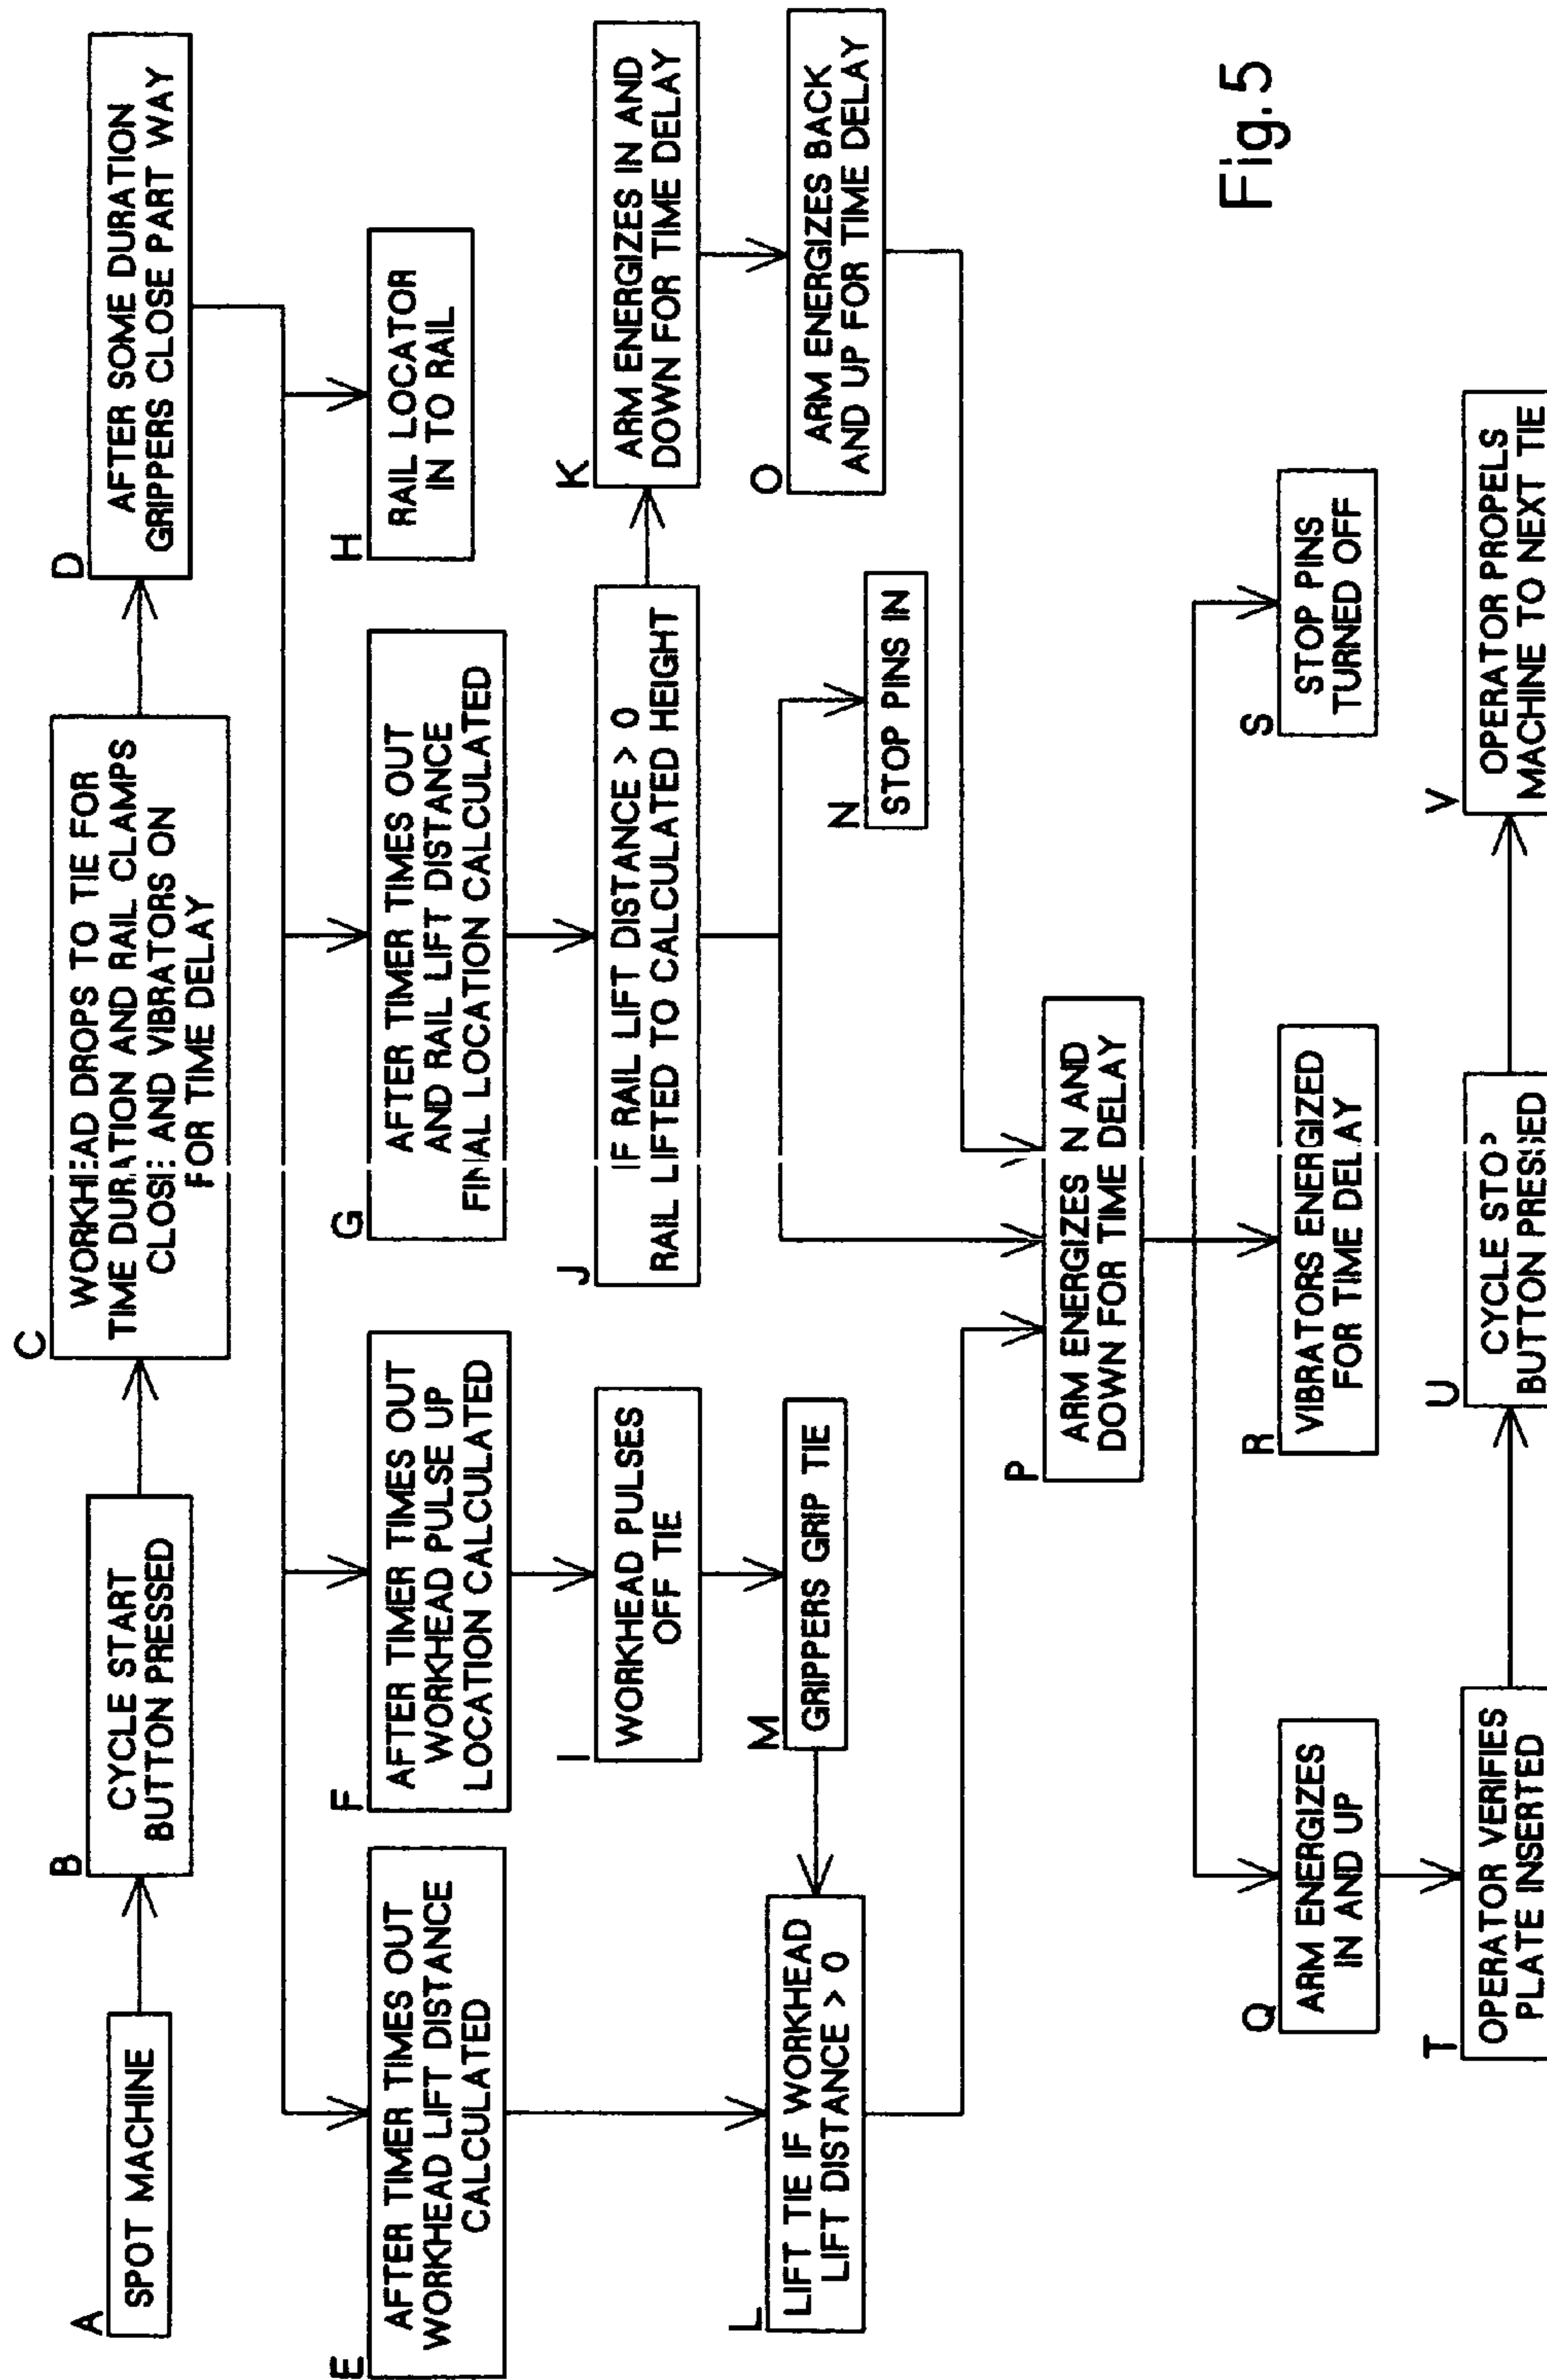 A
SPOT MACHINE
B
CYCLE START
BUTTON PRESSED
C
WORKHEAD DROPS TO TIE FOR
TIME DURATION AND RAIL CLAMPS
CLOSE AND VIBRATORS ON
FOR TIME DELAY
D
AFTER SOME DURATION
GRIPPERS CLOSE PART WAY
E
AFTER TIMER TIMES OUT
WORKHEAD LIFT DISTANCE
CALCULATED
F
AFTER TIMER TIMES OUT
WORKHEAD PULSE UP
LOCATION CALCULATED
G
AFTER TIMER TIMES OUT
AND RAIL LIFT DISTANCE
FINAL LOCATION CALCULATED
H
RAIL LOCATOR
IN TO RAIL
I
WORKHEAD PULSES
OFF TIE
J
IF RAIL LIFT DISTANCE > 0
RAIL LIFTED TO CALCULATED HEIGHT
K
ARM ENERGIZES IN AND
DOWN FOR TIME DELAY
L
LIFT TIE IF WORKHEAD
LIFT DISTANCE > 0
M
GRIPPERS GRIP TIE
N
STOP PINS IN
O
ARM ENERGIZES BACK
AND UP FOR TIME DELAY
P
ARM ENERGIZES IN AND
DOWN FOR TIME DELAY
Q
ARM ENERGIZES
IN AND UP
R
VIBRATORS ENERGIZED
FOR TIME DELAY
S
STOP PINS
TURNED OFF
T
OPERATOR VERIFIES
PLATE INSERTED
U
CYCLE STOP
BUTTON PRESSED
V
OPERATOR PROPELS
MACHINE TO NEXT TIE
Fig.5